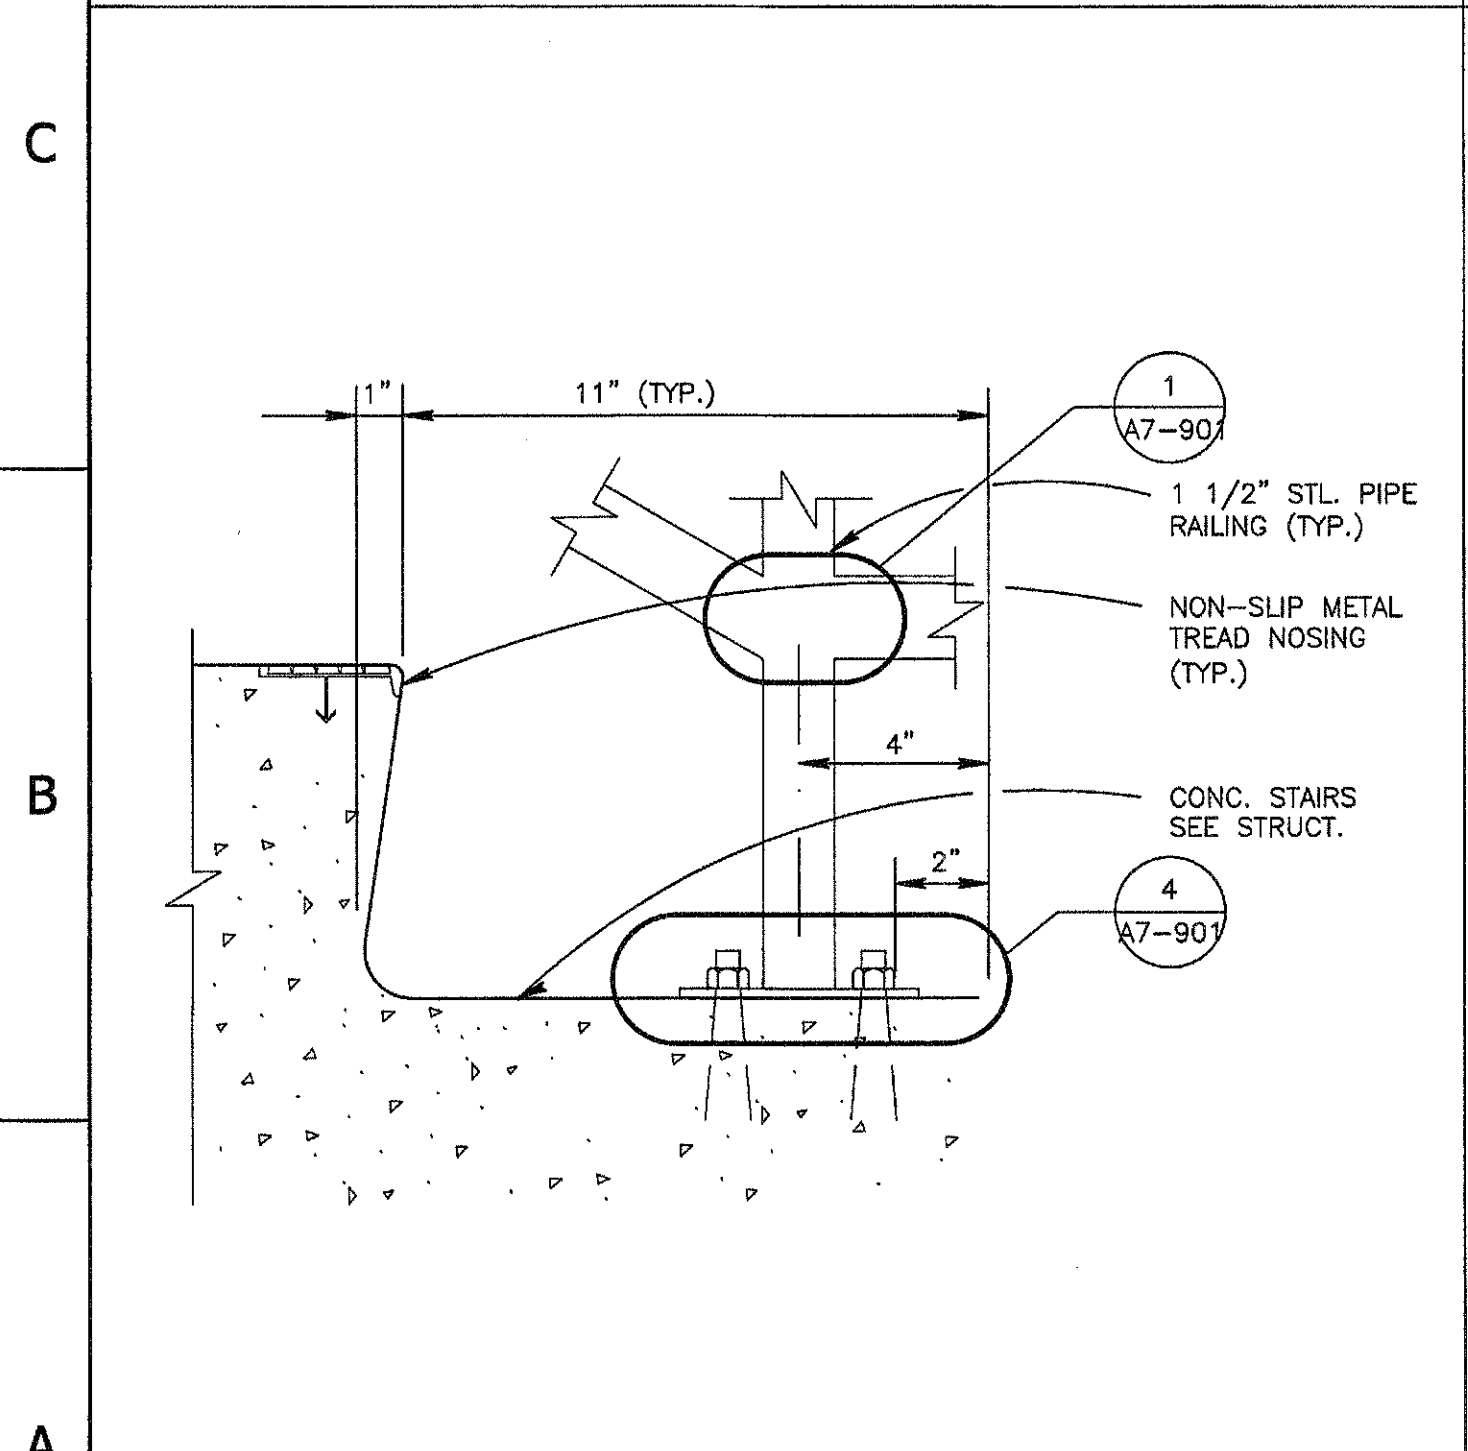 C
1" 11" (TYP.)
1
A7-901
1 1/2" STL. PIPE
RAILING (TYP.)
NON-SLIP METAL
TREAD NOSING
(TYP.)
4"
B
CONC. STAIRS
SEE STRUCT.
2"
4
A7-901
A